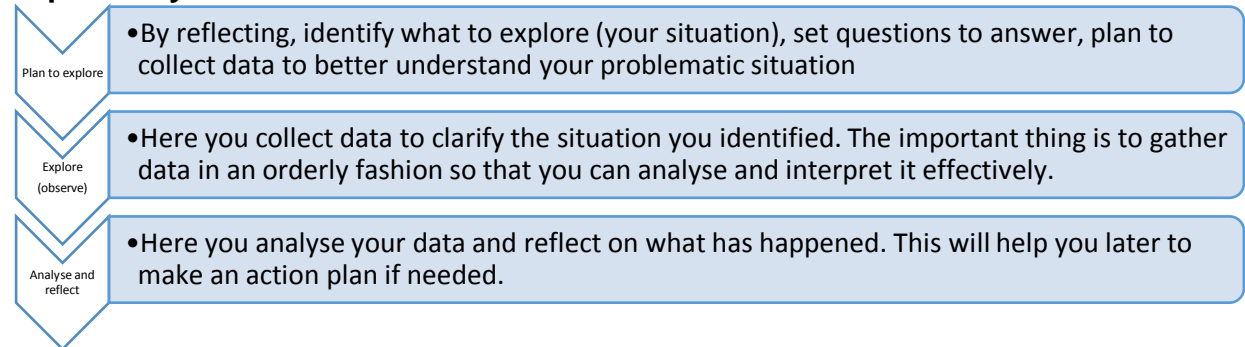 Plan to explore
•By reflecting, identify what to explore (your situation), set questions to answer, plan to
collect data to better understand your problematic situation
Explore
(observe)
•Here you collect data to clarify the situation you identified. The important thing is to gather
data in an orderly fashion so that you can analyse and interpret it effectively.
Analyse and
reflect
•Here you analyse your data and reflect on what has happened. This will help you later to
make an action plan if needed.